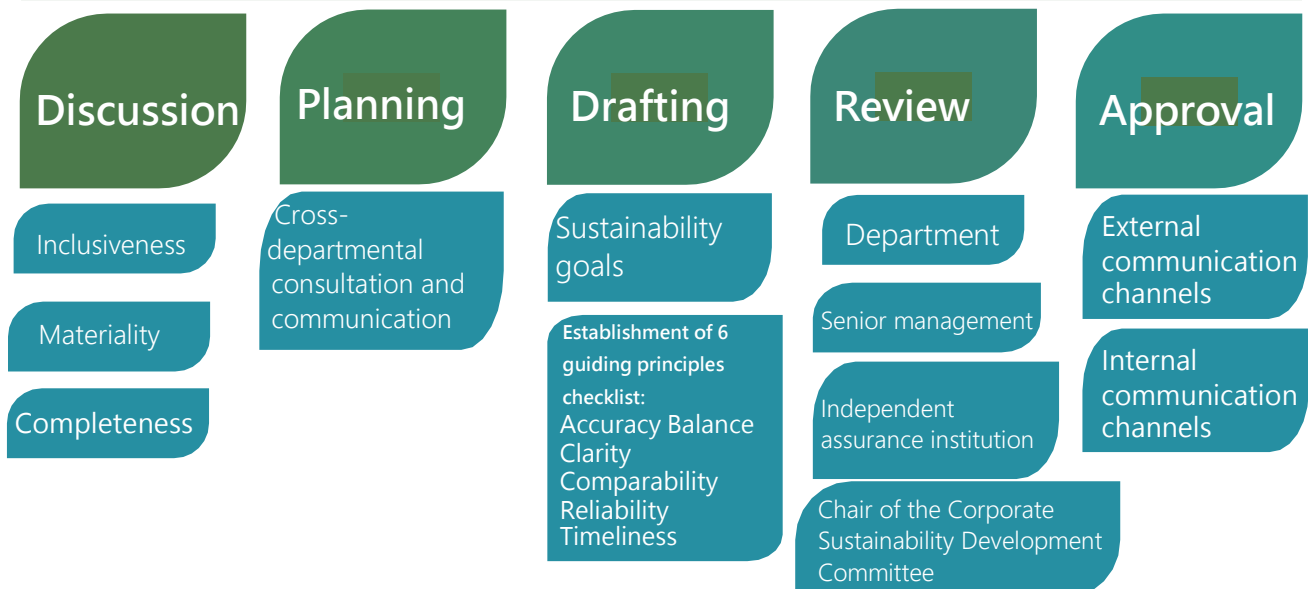 Discussion
Inclusiveness
Materiality
Completeness
Planning
Cross-
departmental
consultation and
communication
Drafting
Sustainability
goals
Establishment of 6
guiding principles
checklist:
Accuracy Balance
Clarity
Comparability
Reliability
Timeliness
Review
Department
Senior management
Independent
assurance institution
Chair of the Corporate
Sustainability Development
Committee
Approval
External
communication
channels
Internal
communication
channels